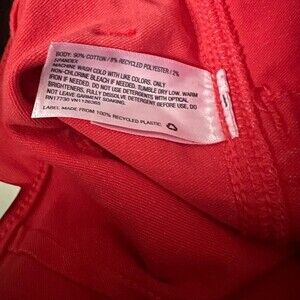 BODY: 90% COTTON / 8% RECYCLED POLYESTER / 2%
SPANDEX
MACHINE WASH COLD WITH LIKE COLORS. ONLY
NON-CHLORINE BLEACH IF NEEDED. TUMBLE DRY LOW. WARM
IRON IF NEEDED. DO NOT USE DETERGENTS WITH OPTICAL
BRIGHTENERS, FULLY DISSOLVE DETERGENTS BEFORE WASH. DO
NOT LEAVE GARMENT SOAKING.
RN17730
LABEL MADE FROM 100% RECYCLED PLASTIC